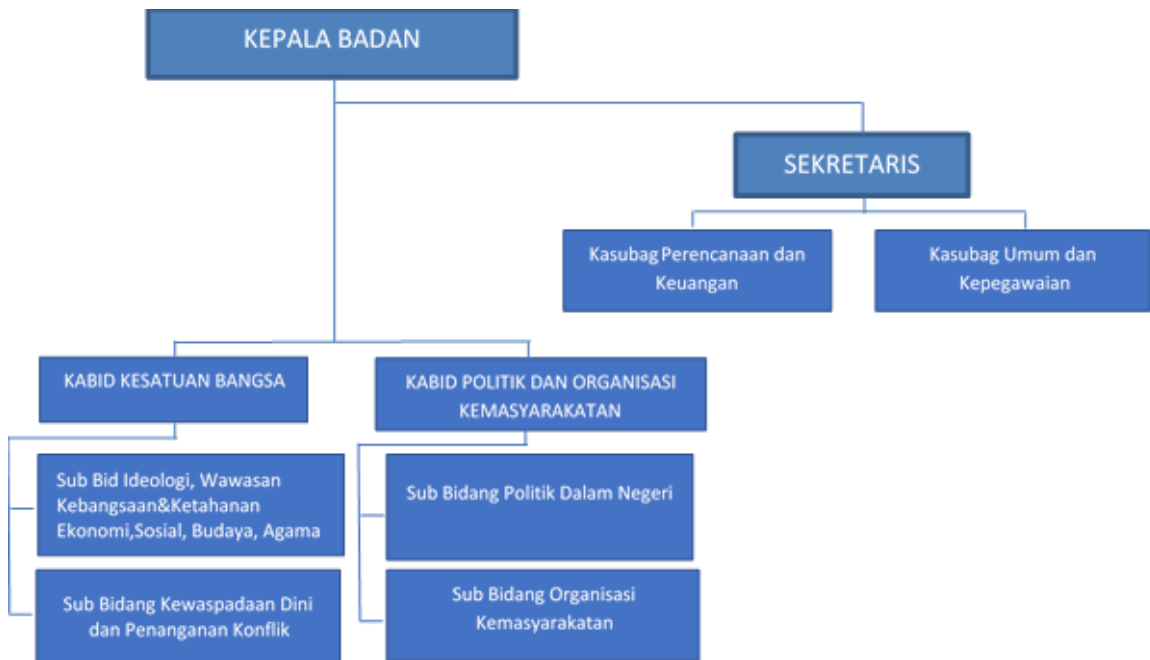 KEPALA BADAN
SEKRETARIS
Kasubag Perencanaan dan
Keuangan
Kasubag Umum dan
Kepegawaian
KABID KESATUAN BANGSA
KABID POLITIK DAN ORGANISASI
KEMASYARAKATAN
Sub Bid Ideologi, Wawasan
Kebangsaan&Ketahanan
Ekonomi,Sosial, Budaya, Agama
Sub Bidang Politik Dalam Negeri
Sub Bidang Kewaspadaan Dini
dan Penanganan Konflik
Sub Bidang Organisasi
Kemasyarakatan